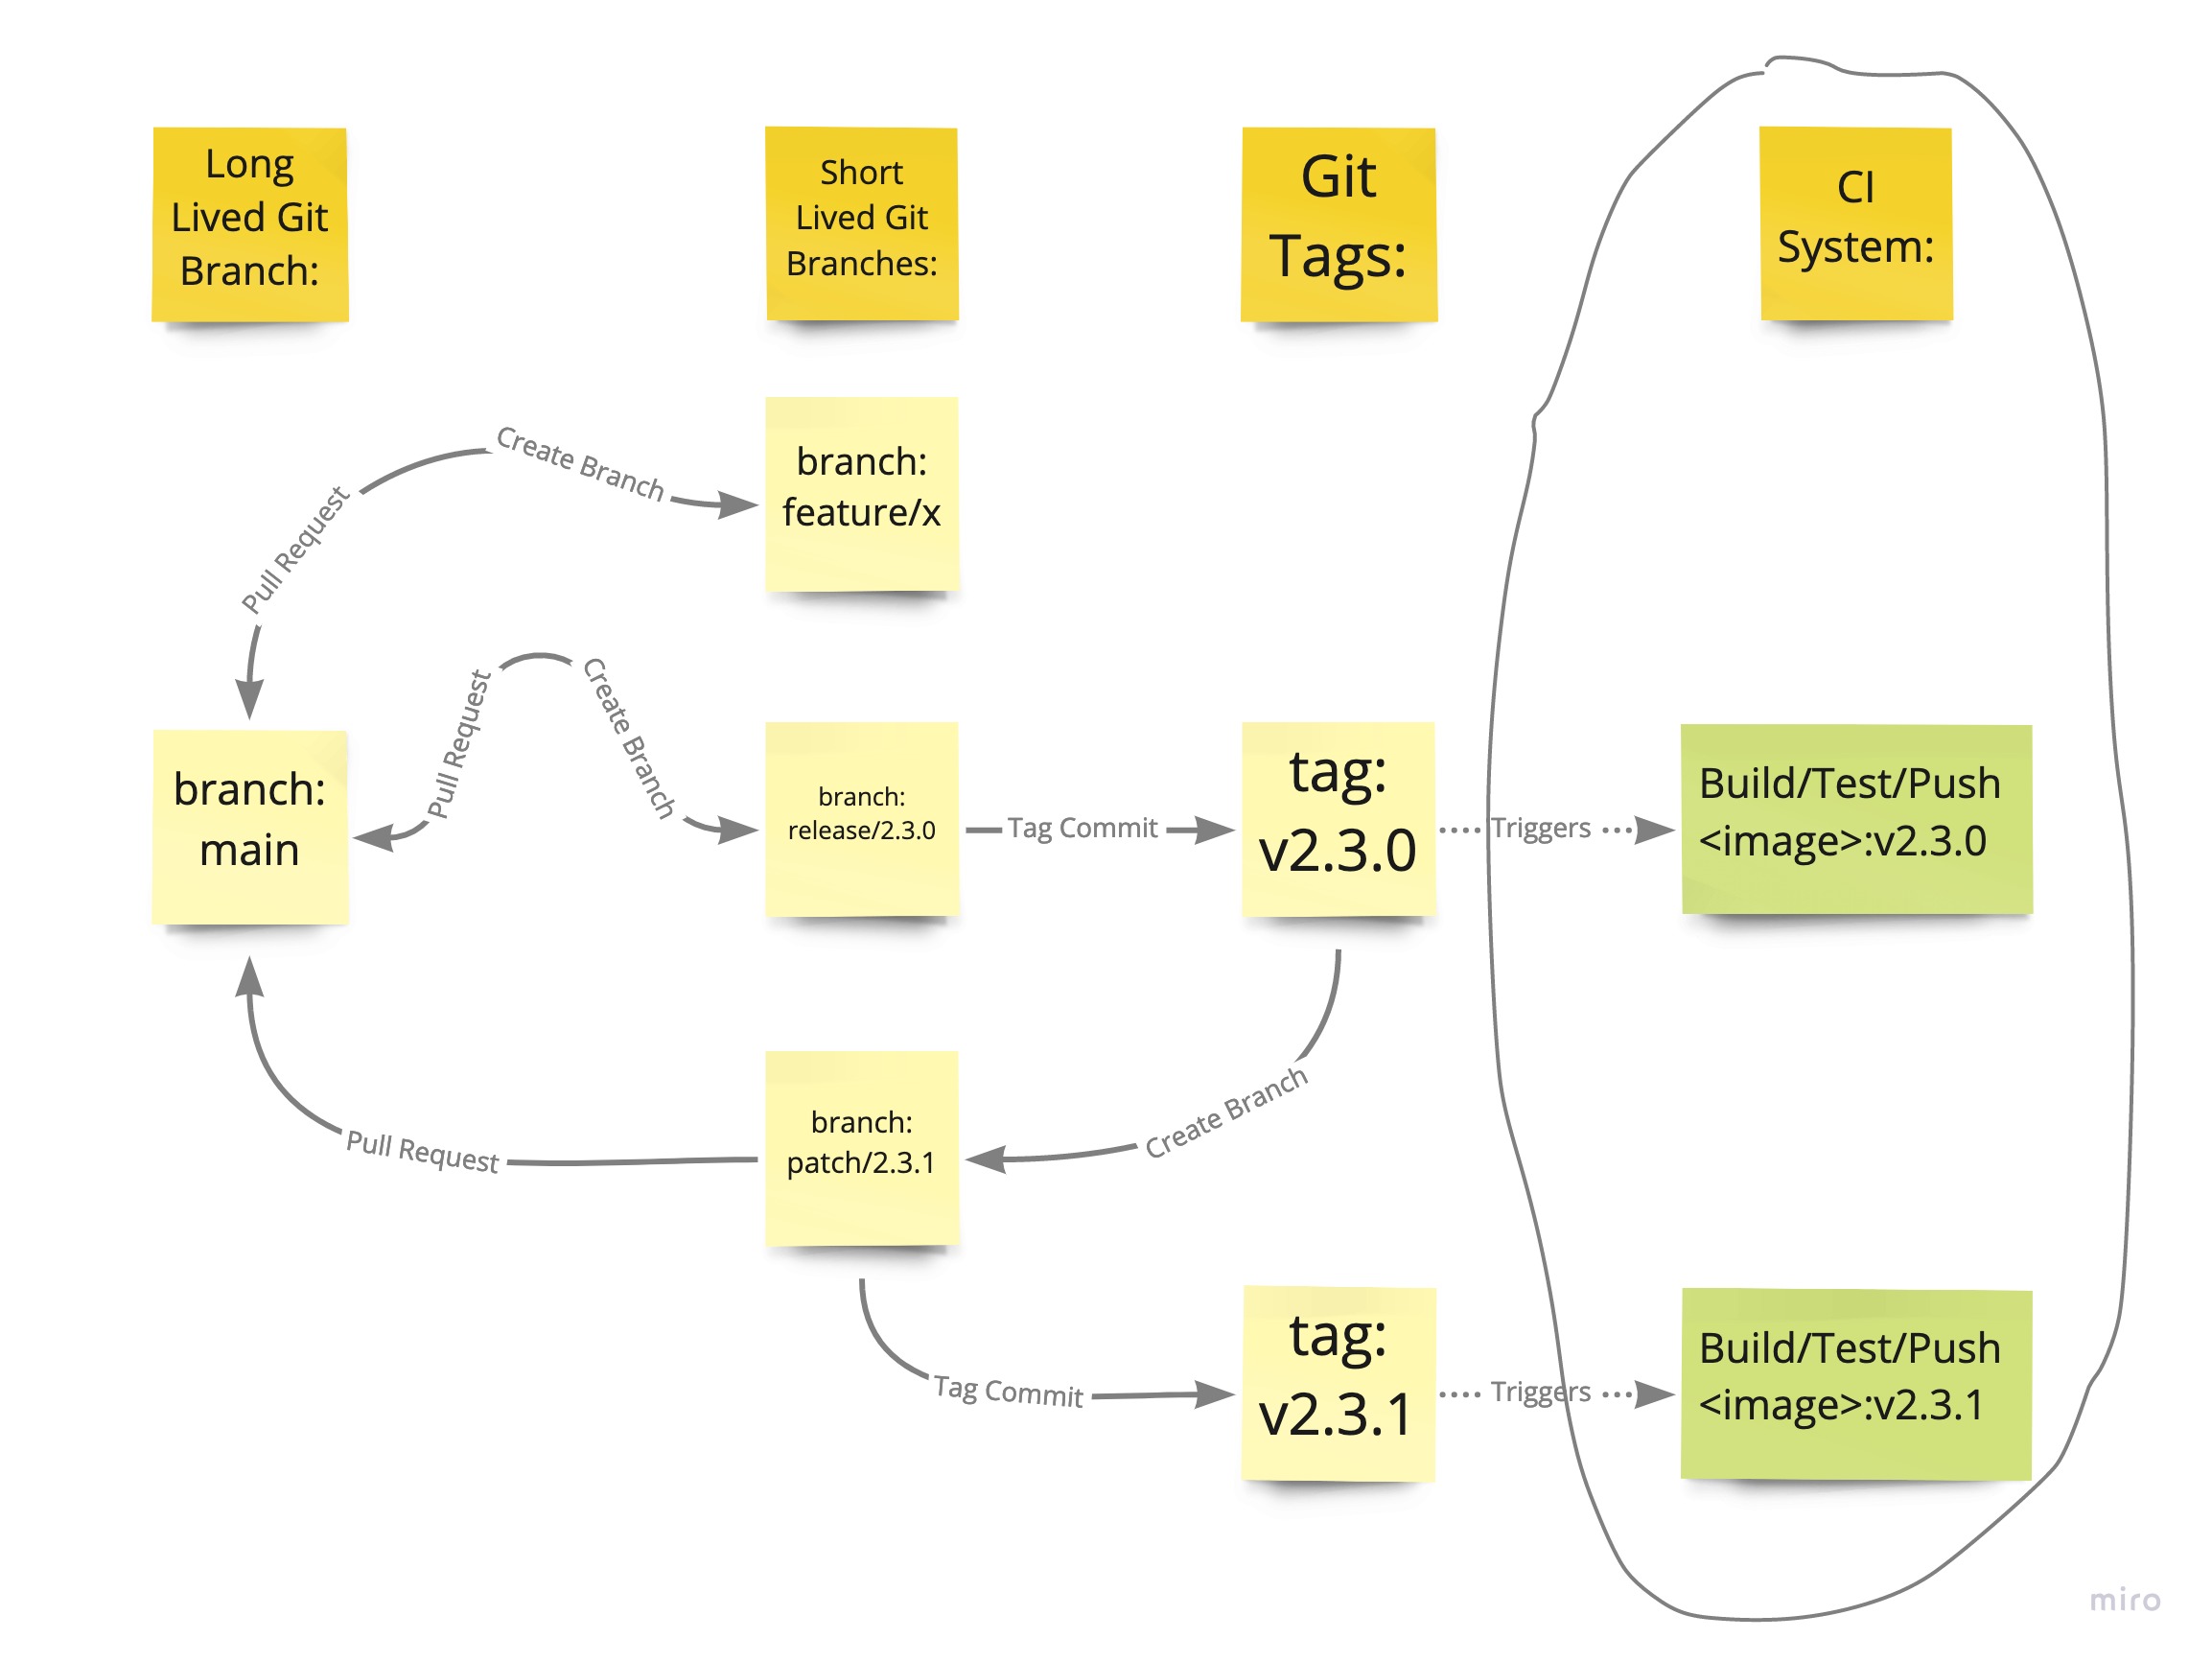 Long
Lived Git
Branch:
Short
Lived Git
Branches:
Git
Tags:
CI
System:
Create Branch
Pull Request
branch:
feature/x
Pull Request
Create Branch
branch:
main
branch:
release/2.3.0
Tag Commit
tag:
v2.3.0
Triggers
Build/Test/Push
<image>:v2.3.0
Create Branch
Pull Request
branch:
patch/2.3.1
Tag Commit
tag:
v2.3.1
Triggers
Build/Test/Push
<image>:v2.3.1
miro